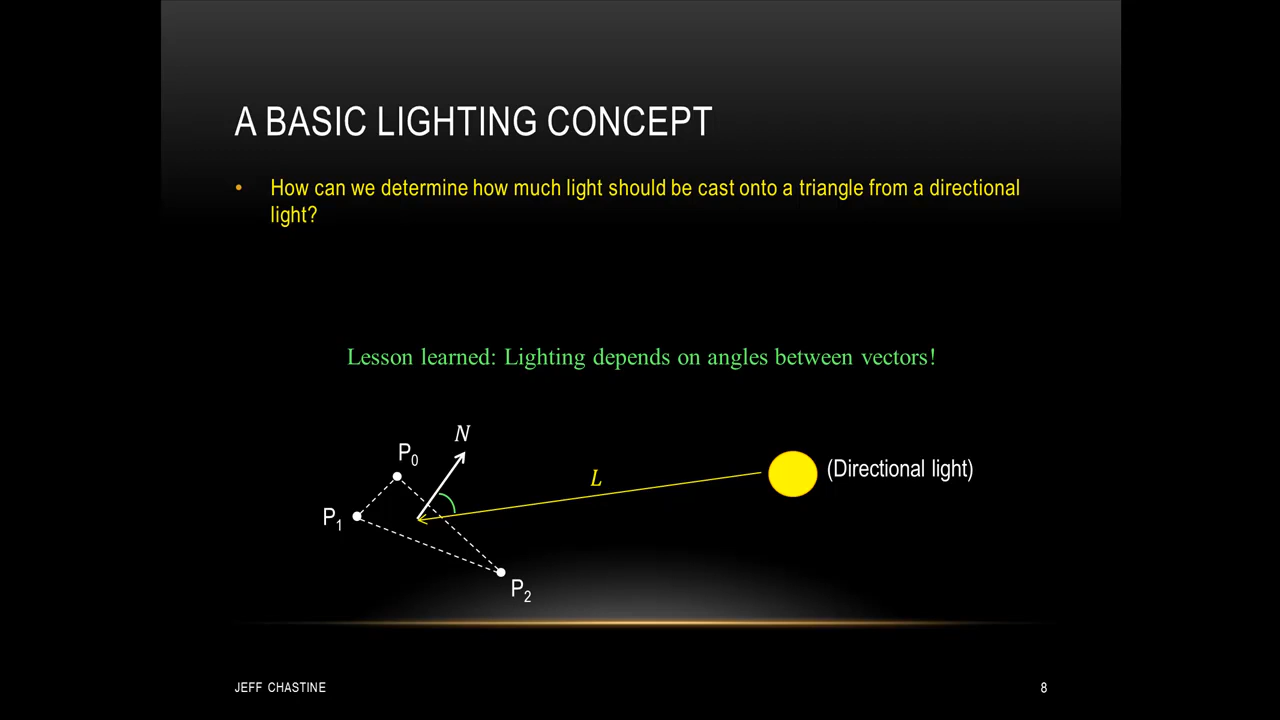 A BASIC LIGHTING CONCEPT
• How can we determine how much light should be cast onto a triangle from a directional
light?
Lesson learned: Lighting depends on angles between vectors!
N
P0
L
(Directional light)
P1
P2
JEFF CHASTINE
8